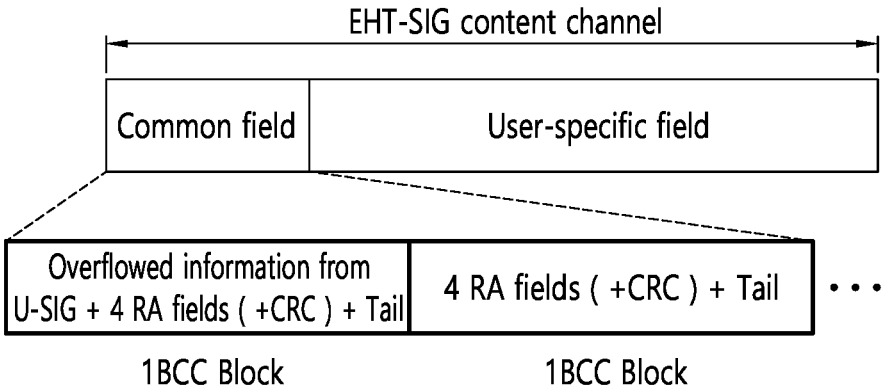 EHT-SIG content channel
Common field
User-specific field
Overflowed information from
U-SIG + 4 RA fields ( +CRC ) + Tail
4 RA fields ( +CRC ) + Tail
1BCC Block
1BCC Block